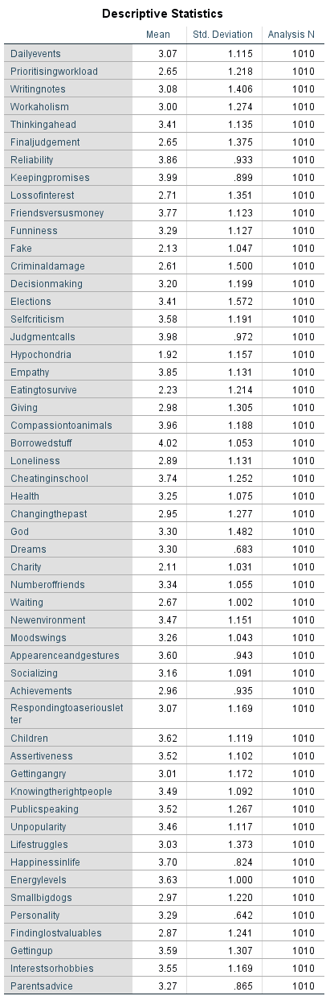 Descriptive Statistics
Mean Std. Deviation Analysis N
Dailyevents 3.07 1.115 1010
Prioritisingworkload 2.65 1.218 1010
Writingnotes 3.08 1.406 1010
Workaholism 3.00 1.274 1010
Thinkingahead 3.41 1.135 1010
Finaljudgement 2.65 1.375 1010
Reliability 3.86 .933 1010
Keepingpromises 3.99 .899 1010
Lossofinterest 2.71 1.351 1010
Friendsversusmoney 3.77 1.123 1010
Funniness 3.29 1.127 1010
Fake 2.13 1.047 1010
Criminaldamage 2.61 1.500 1010
Decisionmaking 3.20 1.199 1010
Elections 3.41 1.572 1010
Selfcriticism 3.58 1.191 1010
Judgmentcalls 3.98 .972 1010
Hypochondria 1.92 1.157 1010
Empathy 3.85 1.131 1010
Eatingtosurvive 2.23 1.214 1010
Giving 2.98 1.305 1010
Compassiontoanimals 3.96 1.188 1010
Borrowedstuff 4.02 1.053 1010
Loneliness 2.89 1.131 1010
Cheatinginschool 3.74 1.252 1010
Health 3.25 1.075 1010
Changingthepast 2.95 1.277 1010
God 3.30 1.482 1010
Dreams 3.30 .683 1010
Charity 2.11 1.031 1010
Numberoffriends 3.34 1.055 1010
Waiting 2.67 1.002 1010
Newenvironment 3.47 1.151 1010
Moodswings 3.26 1.043 1010
Appearenceandgestures 3.60 .943 1010
Socializing 3.16 1.091 1010
Achievements 2.96 .935 1010
Respondingtoaseriouslet 3.07 1.169 1010
ter
Children 3.62 1.119 1010
Assertiveness 3.52 1.102 1010
Gettingangry 3.01 1.172 1010
Knowingtherightpeople 3.49 1.092 1010
Publicspeaking 3.52 1.267 1010
Unpopularity 3.46 1.117 1010
Lifestruggles 3.03 1.373 1010
Happinessinlife 3.70 .824 1010
Energylevels 3.63 1.000 1010
Smallbigdogs 2.97 1.220 1010
Personality 3.29 .642 1010
Findinglostvaluables 2.87 1.241 1010
Gettingup 3.59 1.307 1010
Interestsorhobbies 3.55 1.169 1010
Parentsadvice 3.27 .865 1010